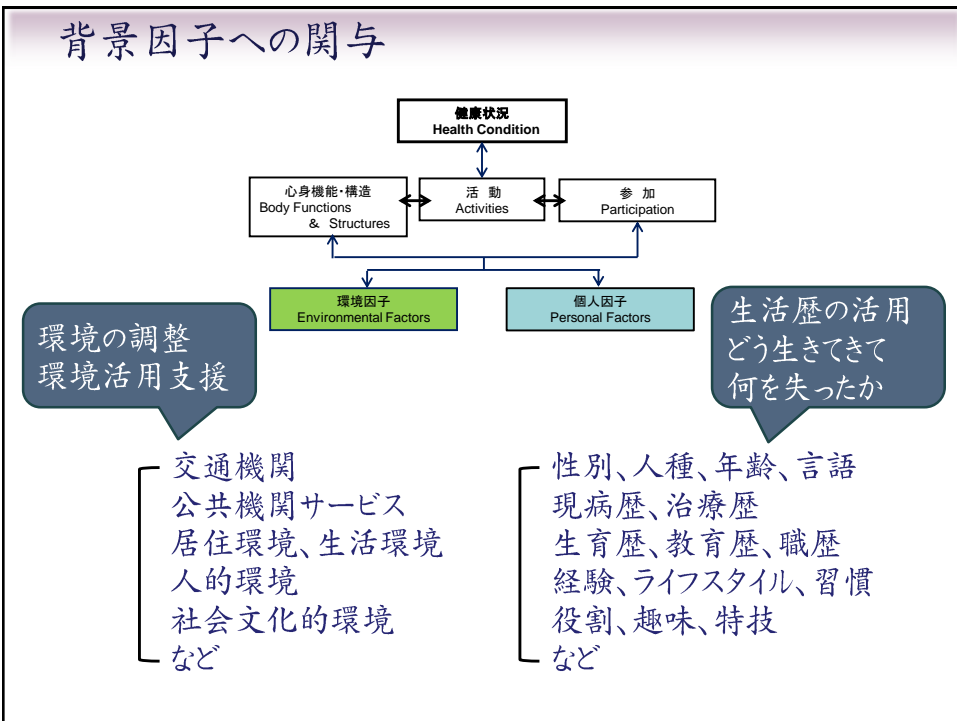 背景因子への関与
健康状況
Health Condition
心身機能・構造
Body Functions
& Structures
活 動
Activities
参 加
Participation
環境因子
Environmental Factors
個人因子
Personal Factors
環境の調整
環境活用支援
生活歴の活用
どう生きてきて
何を失ったか
交通機関
公共機関サービス
居住環境、生活環境
人的環境
社会文化的環境
など
性別、人種、年齢、言語
現病歴、治療歴
生育歴、教育歴、職歴
経験、ライフスタイル、習慣
役割、趣味、特技
など